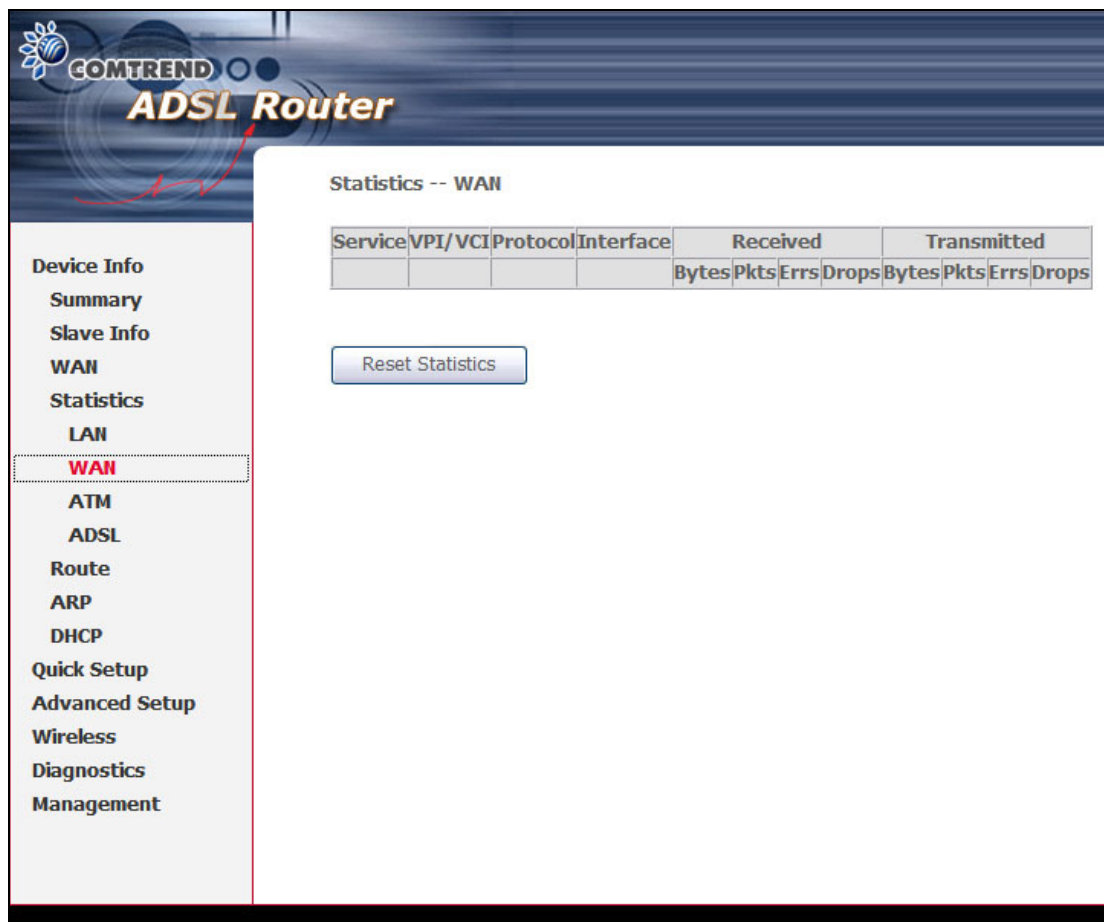 COMTREND
ADSL Router
Statistics -- WAN
Service VPI/VCI Protocol Interface Received Transmitted
Bytes Pkts Errs Drops Bytes Pkts Errs Drops
Reset Statistics
Device Info
Summary
Slave Info
WAN
Statistics
LAN
WAN
ATM
ADSL
Route
ARP
DHCP
Quick Setup
Advanced Setup
Wireless
Diagnostics
Management